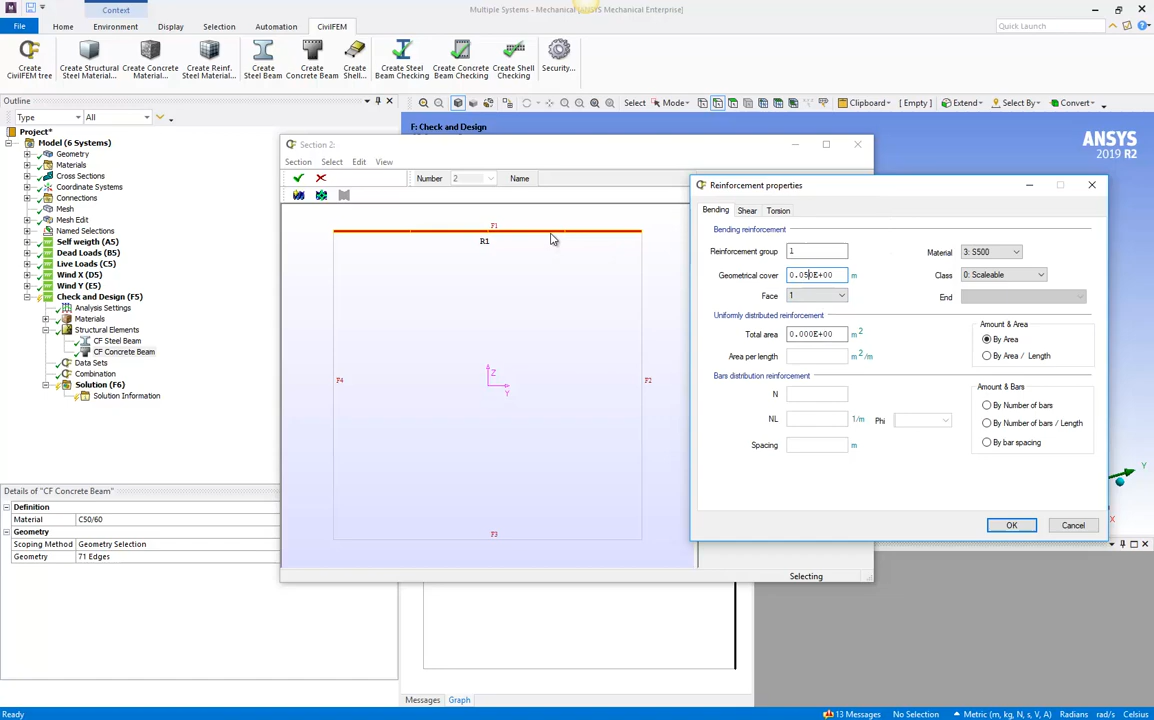 Context
Multiple Systems - Mechanical [ANSYS Mechanical Enterprise]
File
Home
Environment
Display
Selection
Automation
CivilFEM
Quick Launch
Create CivilFEM tree
Create Structural Steel Material...
Create Concrete Material...
Create Reinf. Steel Material...
Create Steel Beam
Create Concrete Beam
Create Shell...
Create Steel Beam Checking
Create Concrete Beam Checking
Create Shell Checking
Security...
Outline
Select
Mode
Clipboard
[ Empty ]
Extend
Select By
Convert
Type
All
Project*
Model (6 Systems)
Geometry
Materials
Cross Sections
Coordinate Systems
Connections
Mesh
Mesh Edit
Named Selections
Self weigth (A5)
Dead Loads (B5)
Live Loads (C5)
Wind X (D5)
Wind Y (E5)
Check and Design (F5)
Analysis Settings
Materials
Structural Elements
CF Steel Beam
CF Concrete Beam
Data Sets
Combination
Solution (F6)
Solution Information
F: Check and Design
ANSYS
2019 R2
Section 2:
Section
Select
Edit
View
Number
2
Name
F1
R1
F4
Z
Y
F2
F3
Selecting
Reinforcement properties
Bending
Shear
Torsion
Bending reinforcement
Reinforcement group
1
Material
3: S500
Geometrical cover
0.050E+00
m
Class
0: Scaleable
Face
1
End
Uniformly distributed reinforcement
Total area
0.000E+00
m2
Area per length
m2/m
Amount & Area
By Area
By Area / Length
Bars distribution reinforcement
N
NL
1/m
Phi
Spacing
m
Amount & Bars
By Number of bars
By Number of bars / Length
By bar spacing
OK
Cancel
Y
X
Details of "CF Concrete Beam"
Definition
Material
C50/60
Geometry
Scoping Method
Geometry Selection
Geometry
71 Edges
Messages
Graph
Ready
13 Messages
No Selection
Metric (m, kg, N, s, V, A)
Radians
rad/s
Celsius